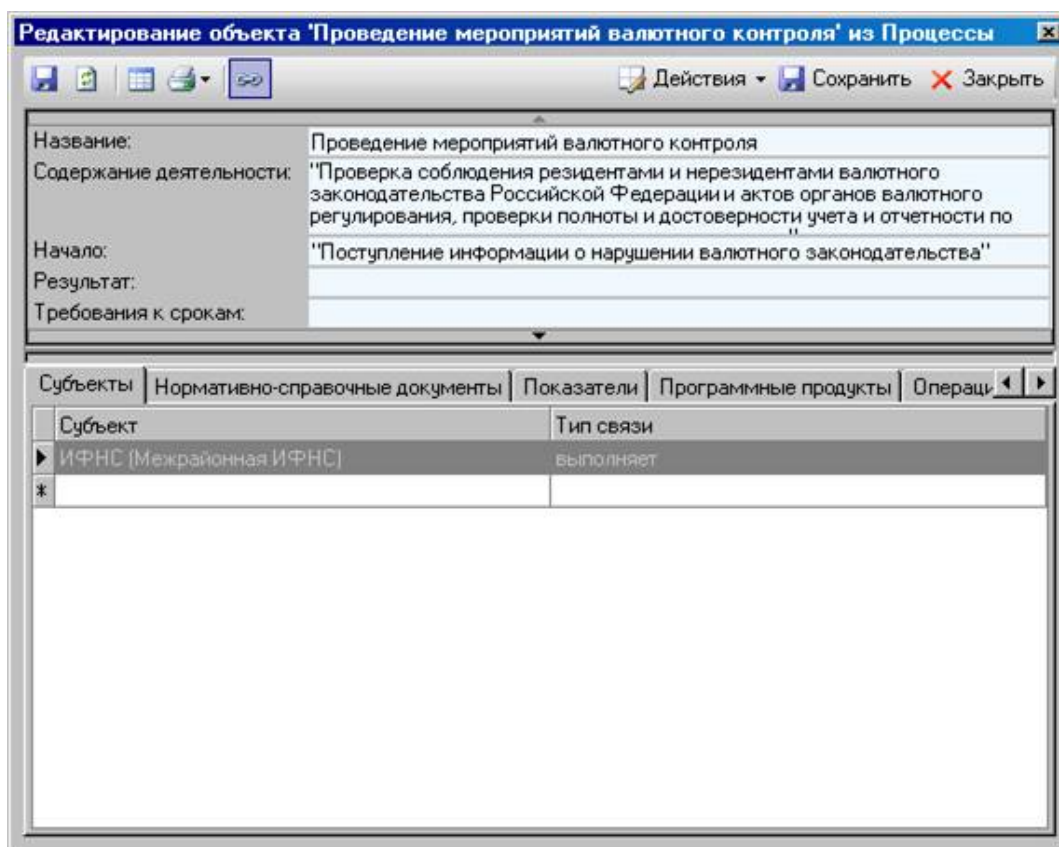 Редактирование объекта 'Проведение мероприятий валютного контроля' из Процессы
Действия Сохранить Закрыть
Название: Проведение мероприятий валютного контроля
Содержание деятельности: "Проверка соблюдения резидентами и нерезидентами валютного
законодательства Российской Федерации и актов органов валютного
регулирования, проверки полноты и достоверности учета и отчетности по
Начало: "Поступление информации о нарушении валютного законодательства"
Результат:
Требования к срокам:
Субъекты Нормативно-справочные документы Показатели Программные продукты Операци
Субъект Тип связи
ИФНС (Межрайонная ИФНС) выполняет